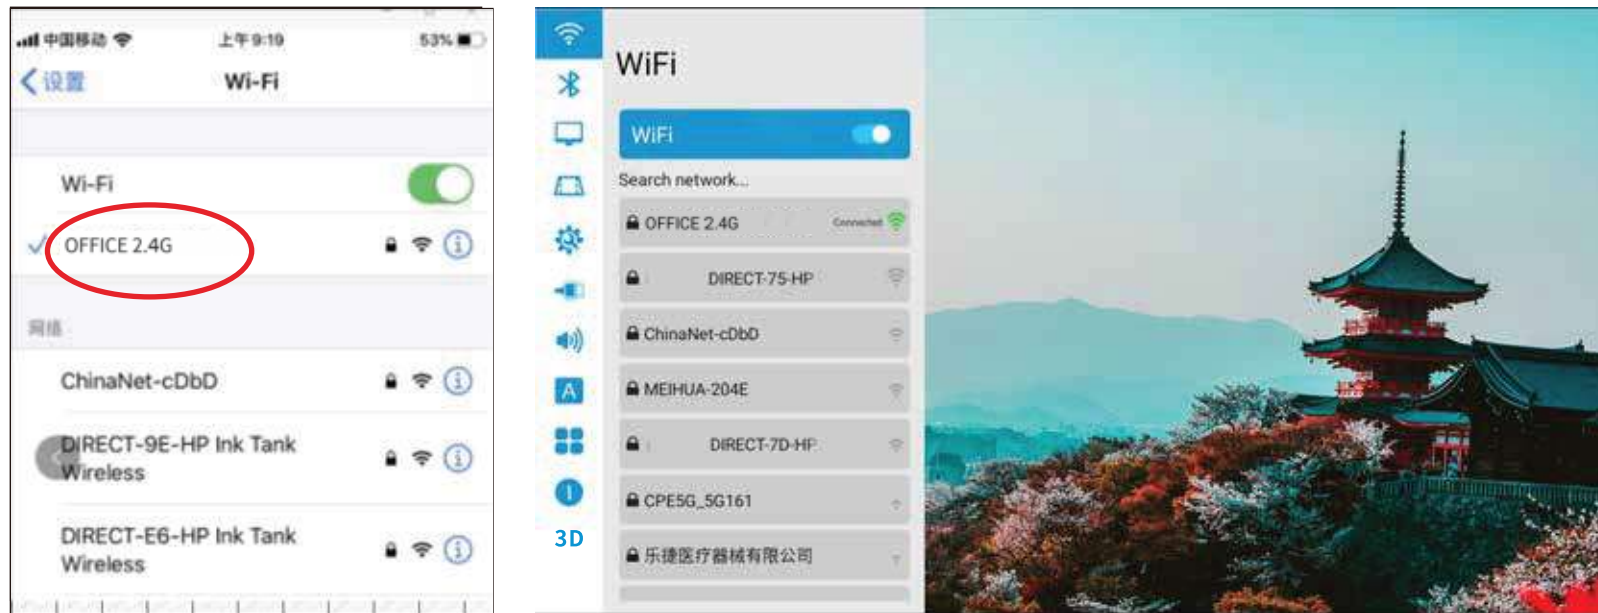 中国移动
上午9:19
53%
设置
Wi-Fi
Wi-Fi
OFFICE 2.4G
网络
ChinaNet-cDbD
DIRECT-9E-HP Ink Tank
Wireless
DIRECT-E6-HP Ink Tank
Wireless
WiFi
WiFi
Search network...
OFFICE 2.4G
Connected
DIRECT-75-HP
ChinaNet-cDbD
MEIHUA-204E
DIRECT-7D-HP
CPE5G_5G161
乐捷医疗器械有限公司
A
3D